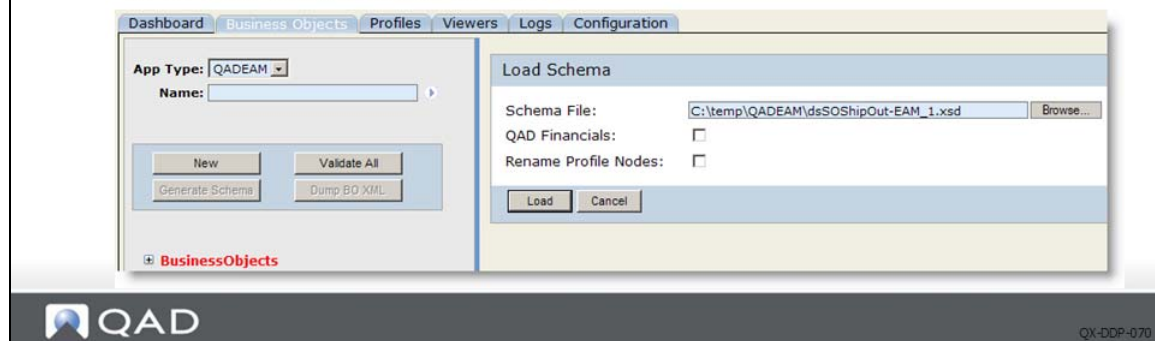 Dashboard Business Objects Profiles Viewers Logs Configuration
App Type: QADEAM
Name:
New Validate All
Generate Schema Dump BO XML
BusinessObjects
Load Schema
Schema File: C:\temp\QADEAM\dsSOShipOut-EAM_1.xsd Browse...
QAD Financials:
Rename Profile Nodes:
Load Cancel
QAD
QX-DDP-070